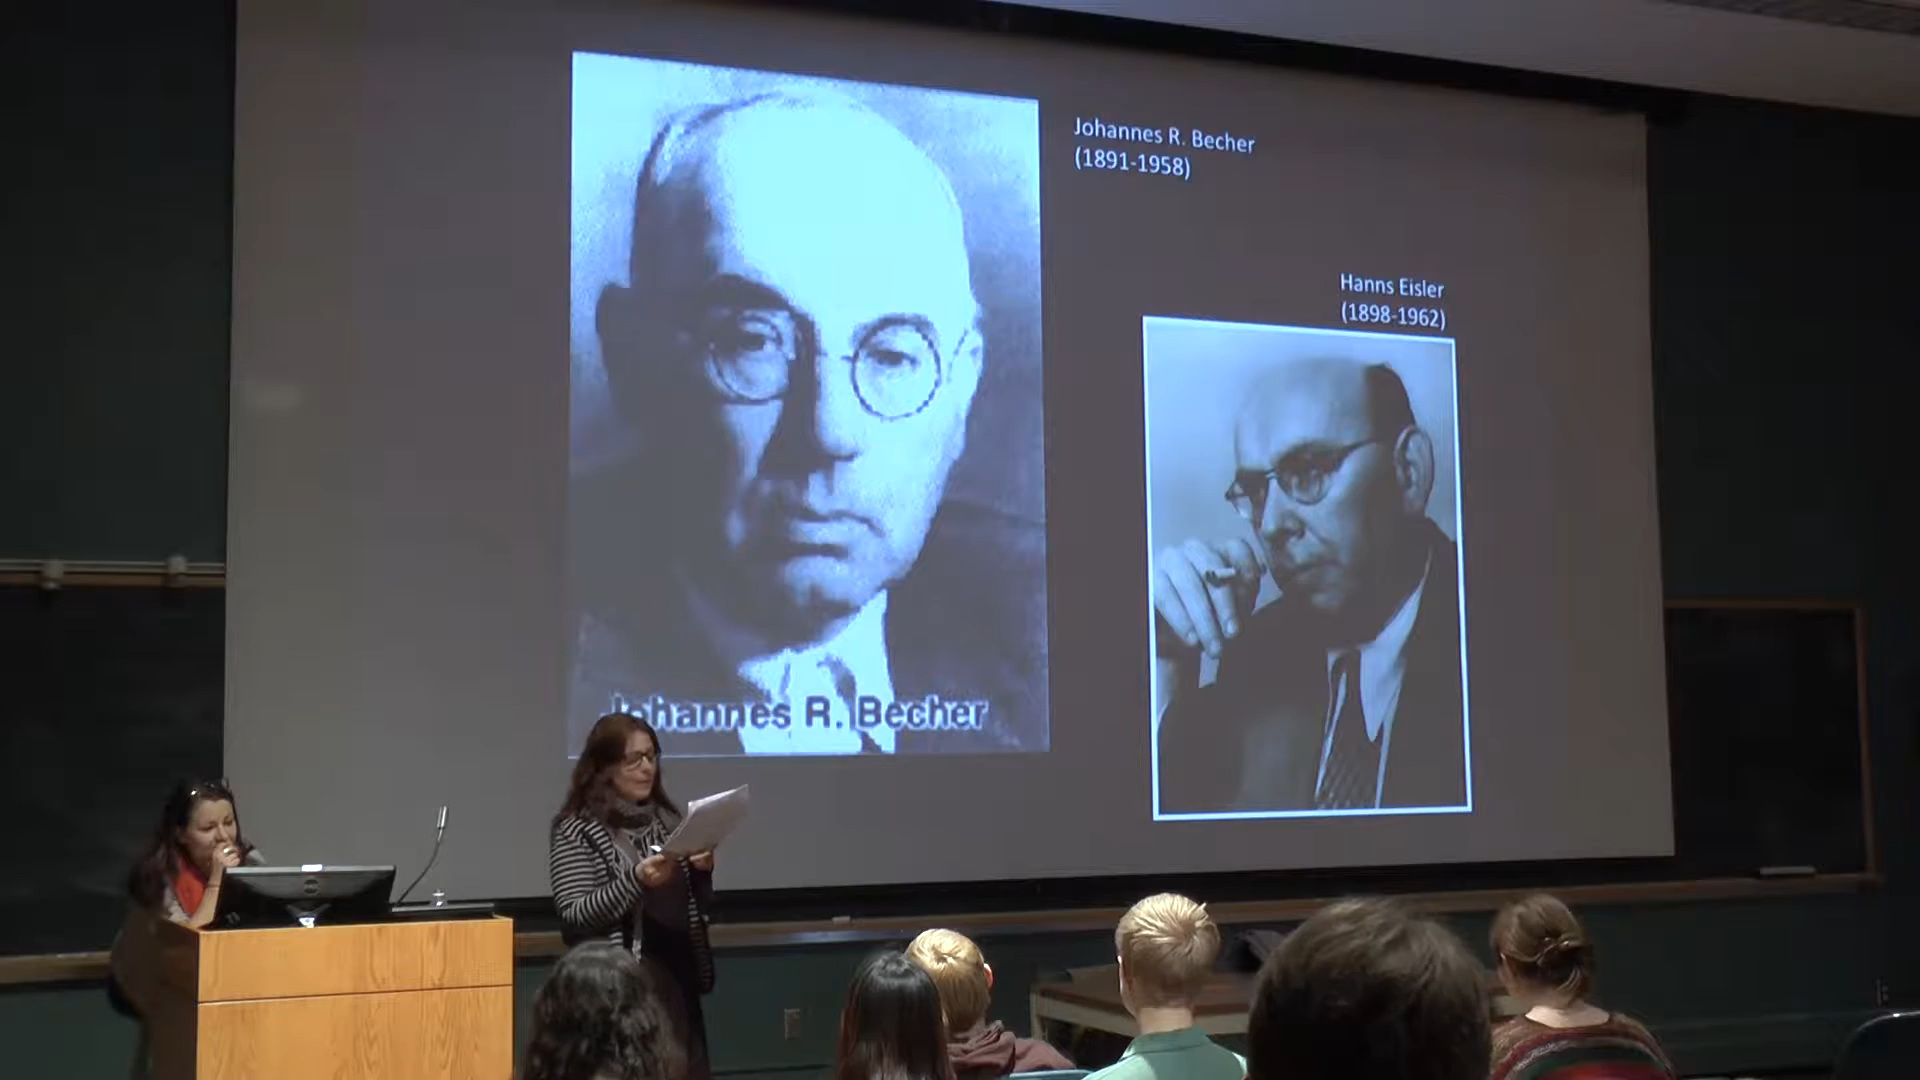 Johannes R. Becher
(1891-1958)
Hanns Eisler
(1898-1962)
Johannes R. Becher